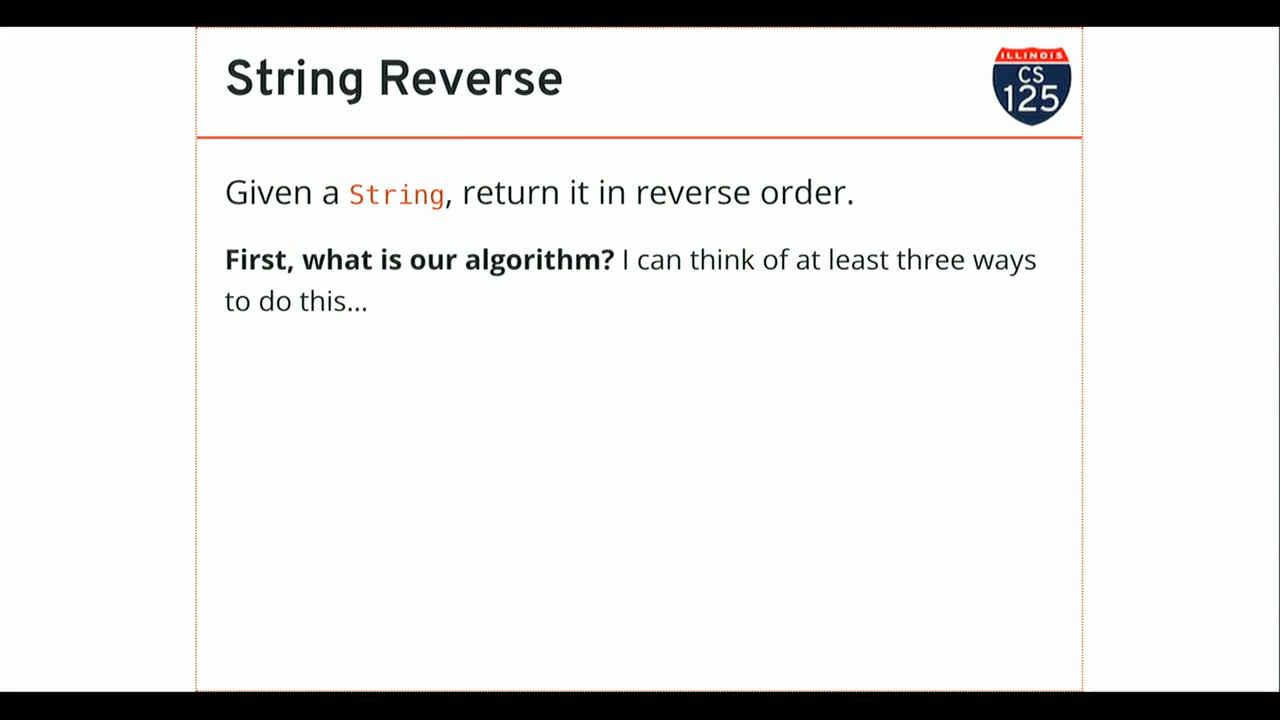 String Reverse
ILLINOIS
CS
125
Given a String, return it in reverse order.
First, what is our algorithm? I can think of at least three ways
to do this...